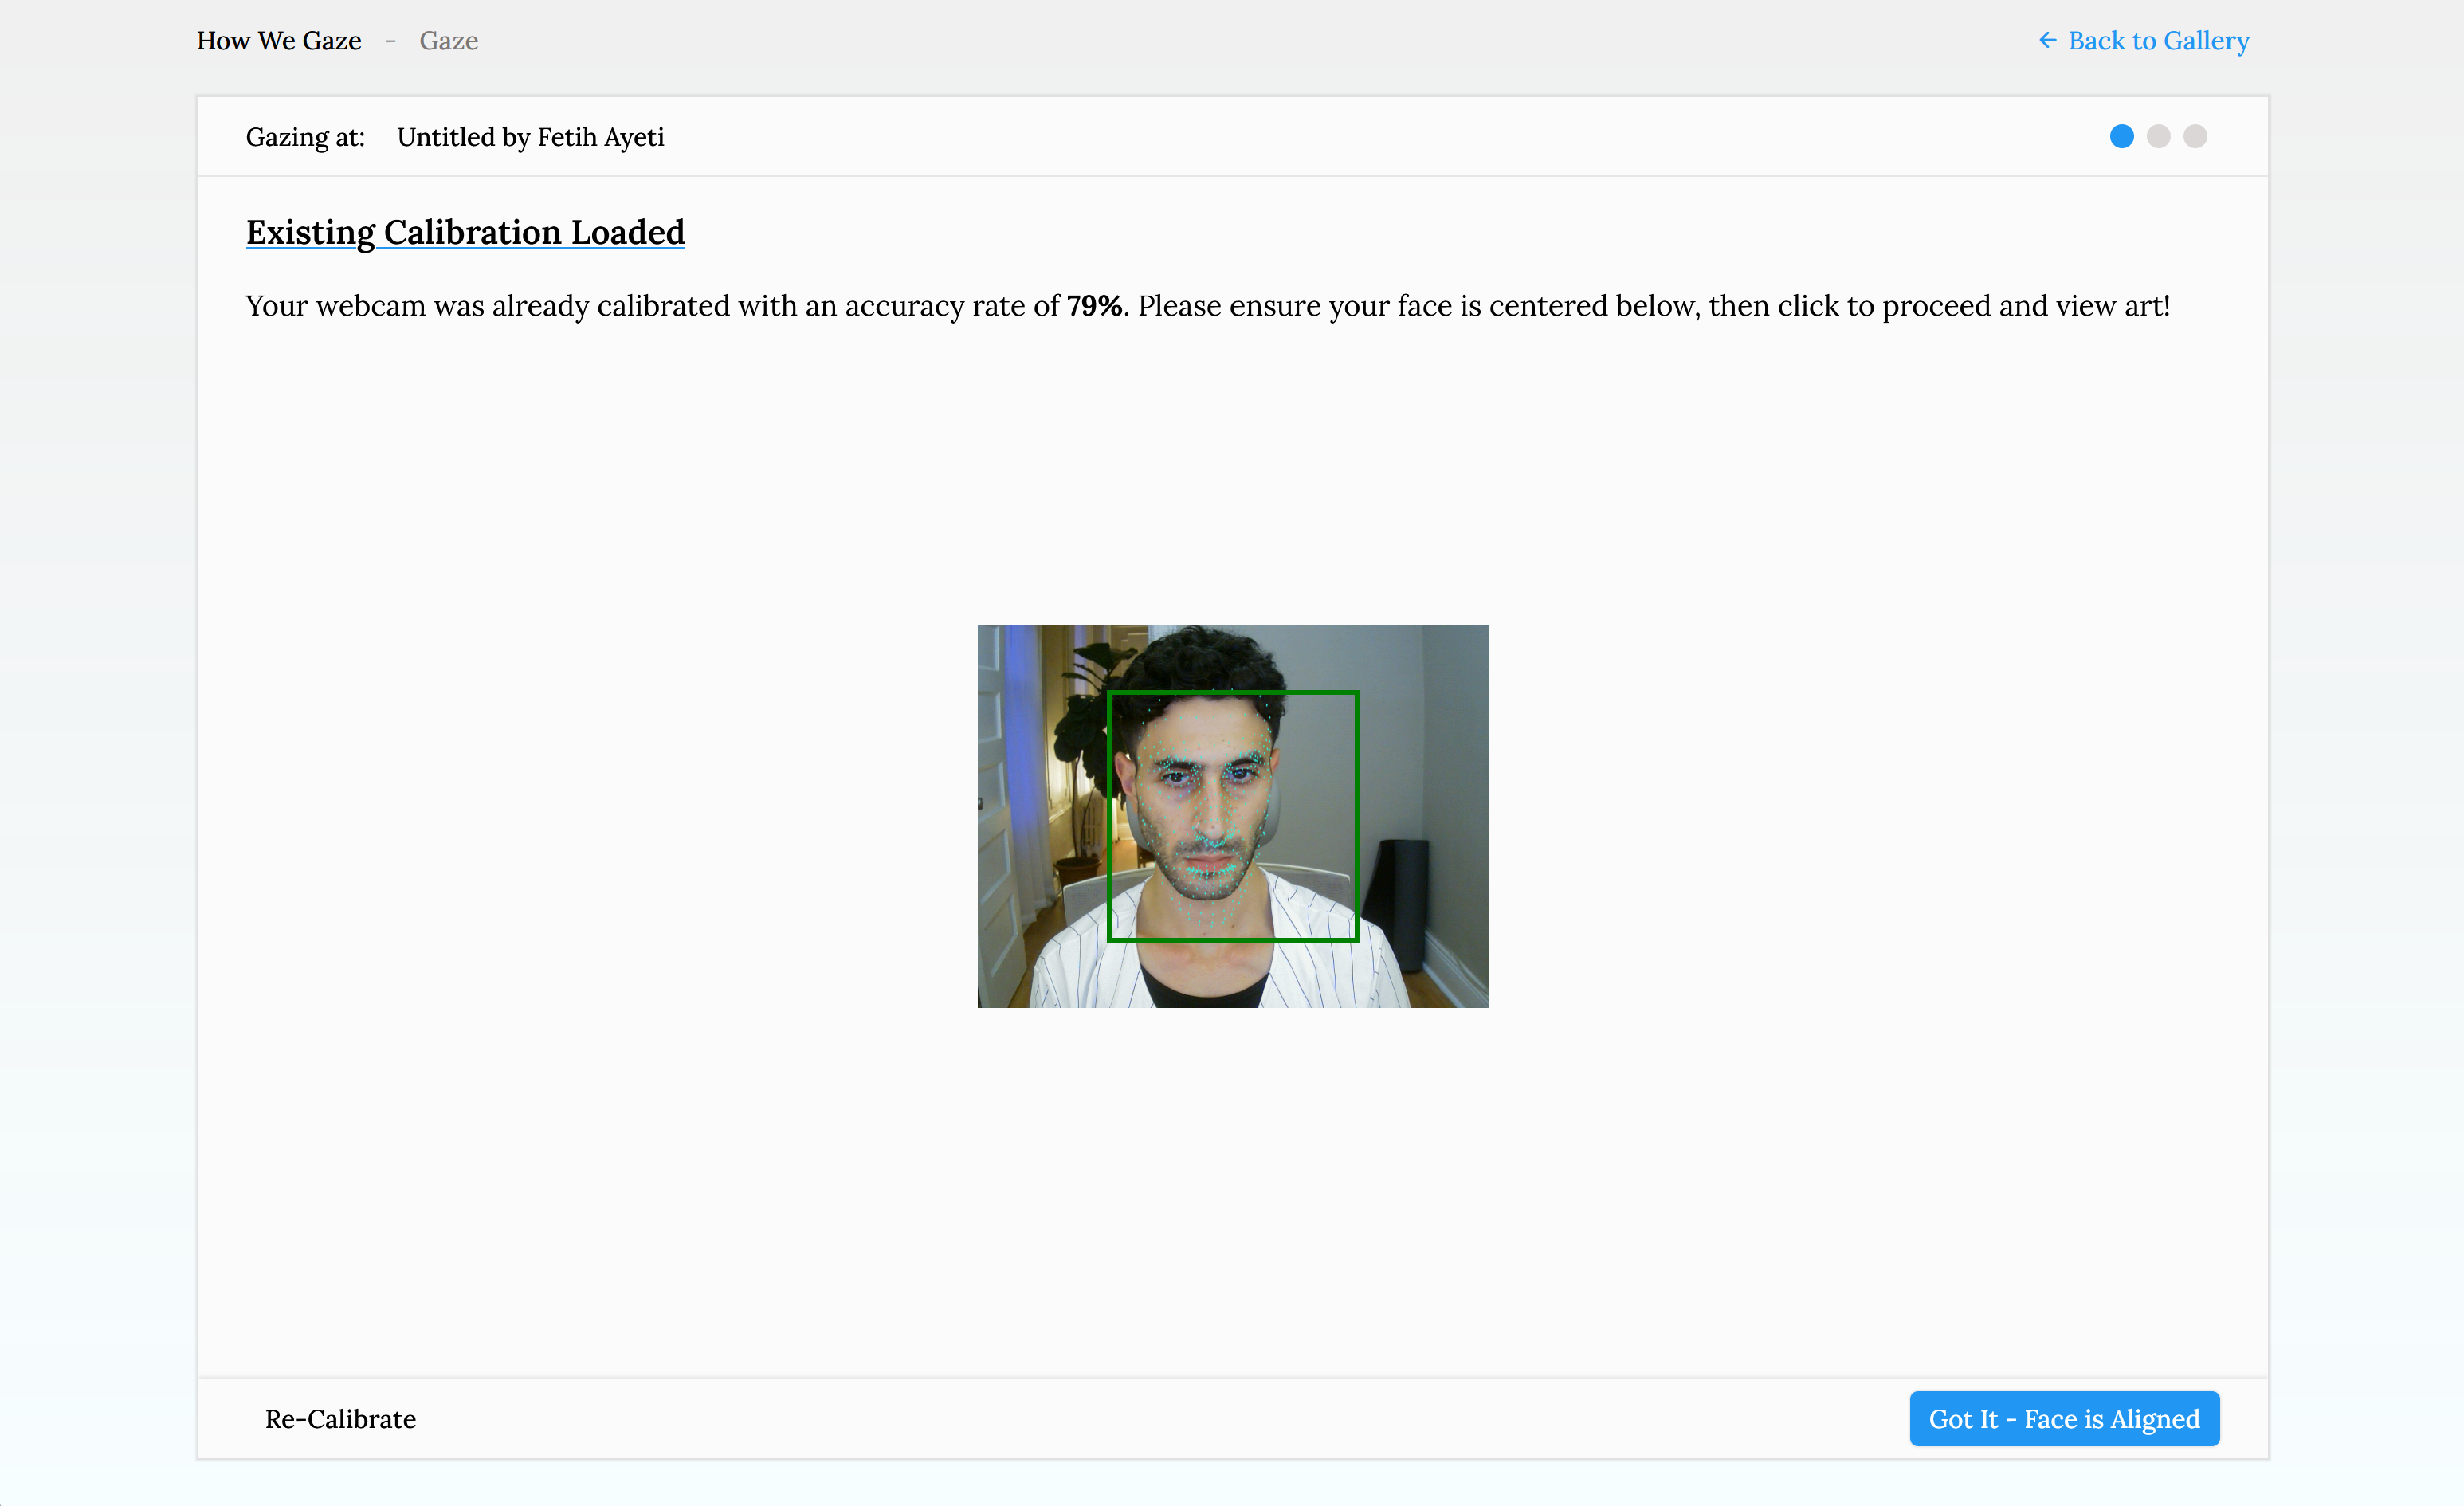 How We Gaze - Gaze
← Back to Gallery
Gazing at: Untitled by Fetih Ayeti
Existing Calibration Loaded
Your webcam was already calibrated with an accuracy rate of 79%. Please ensure your face is centered below, then click to proceed and view art!
Re-Calibrate
Got It - Face is Aligned